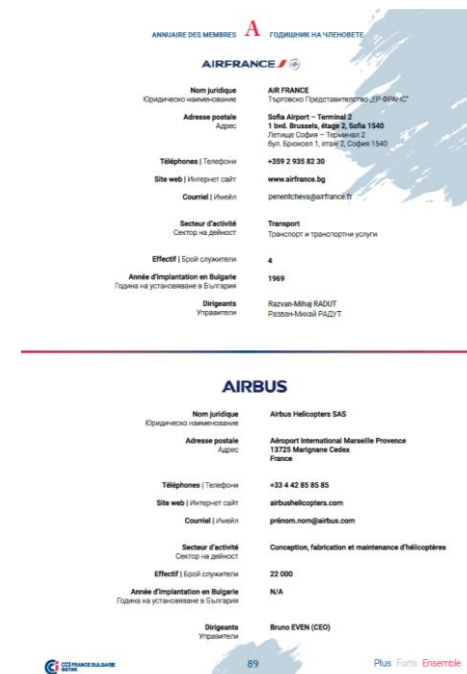 ANNUAIRE DES MEMBRES A ГОДИШНИК НА ЧЛЕНОВЕТЕ
AIRFRANCE
Nom juridique AIR FRANCE
Юридическо наименование Търговско Представителство „ЕР ФРАНС"
Adresse postale Sofia Airport – Terminal 2
Адрес 1 bvd. Brussels, étage 2, Sofia 1540
Летище София – Терминал 2
бул. Брюксел 1, етаж 2, София 1540
Téléphones | Телефони +359 2 935 82 30
Site web | Интернет сайт www.airfrance.bg
Courriel | Имейл penentcheva@airfrance.fr
Secteur d'activité Transport
Сектор на дейност Транспорт и транспортни услуги
Effectif | Брой служители 4
Année d'implantation en Bulgarie 1969
Година на установяване в България
Dirigeants Razvan-Mihaj RADUT
Управители Разван-Михай РАДУТ
AIRBUS
Nom juridique Airbus Helicopters SAS
Юридическо наименование
Adresse postale Aéroport International Marseille Provence
Адрес 13725 Marignane Cedex
France
Téléphones | Телефони +33 4 42 85 85 85
Site web | Интернет сайт airbushelicopters.com
Courriel | Имейл prénom.nom@airbus.com
Secteur d'activité Conception, fabrication et maintenance d'hélicoptères
Сектор на дейност
Effectif | Брой служители 22 000
Année d'implantation en Bulgarie N/A
Година на установяване в България
Dirigeants Bruno EVEN (CEO)
Управители
CCI FRANCE BULGARIE 89 Plus Forts Ensemble